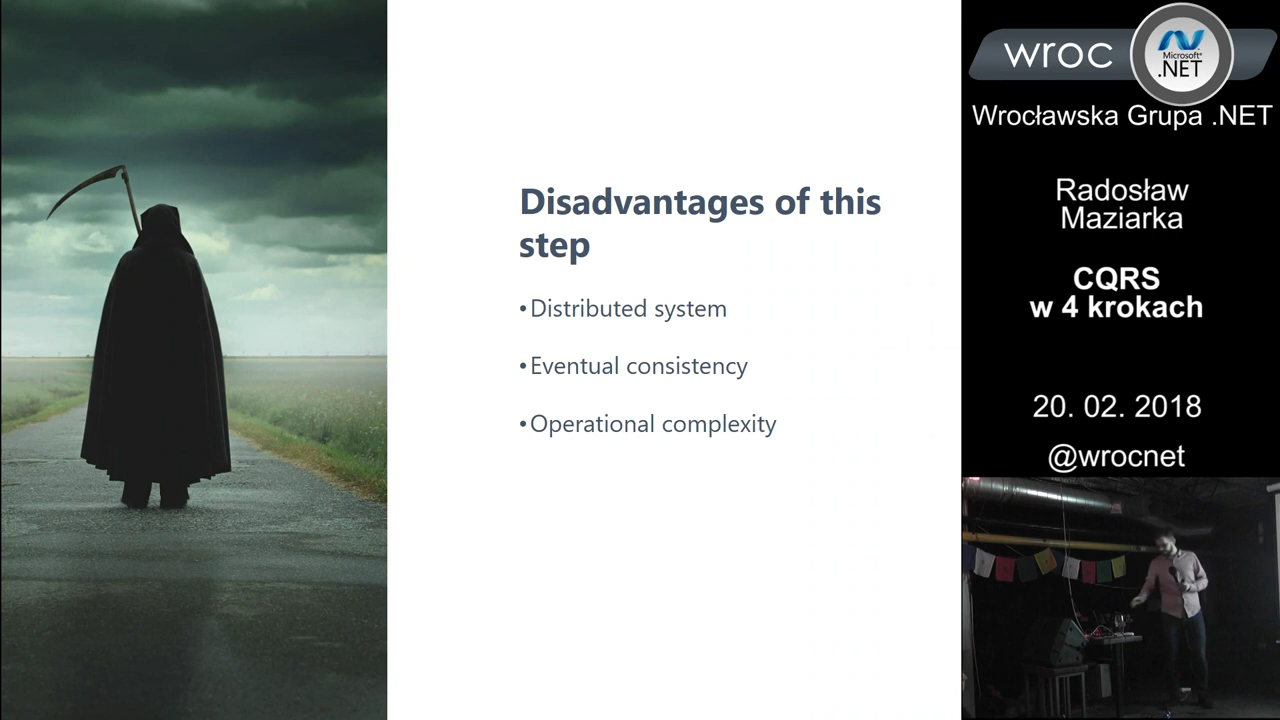 Disadvantages of this
step
•Distributed system
•Eventual consistency
•Operational complexity
wroc
Microsoft®
.NET
Wrocławska Grupa .NET
Radosław
Maziarka
CQRS
w 4 krokach
20. 02. 2018
@wrocnet